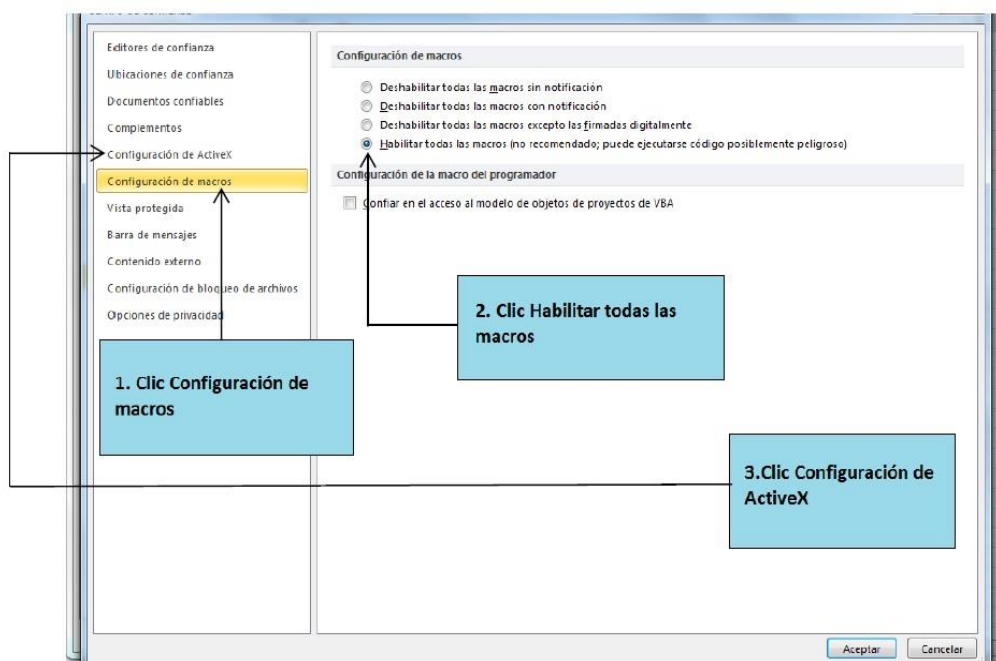 Editores de confianza
Ubicaciones de confianza
Documentos confiables
Complementos
Configuración de ActiveX
Configuración de macros
Vista protegida
Barra de mensajes
Contenido externo
Configuración de bloqueo de archivos
Opciones de privacidad
Configuración de macros
Deshabilitar todas las macros sin notificación
Deshabilitar todas las macros con notificación
Deshabilitar todas las macros excepto las firmadas digitalmente
Habilitar todas las macros (no recomendado; puede ejecutarse código posiblemente peligroso)
Configuración de la macro del programador
Confiar en el acceso al modelo de objetos de proyectos de VBA
2. Clic Habilitar todas las
macros
1. Clic Configuración de
macros
3.Clic Configuración de
ActiveX
Aceptar
Cancelar